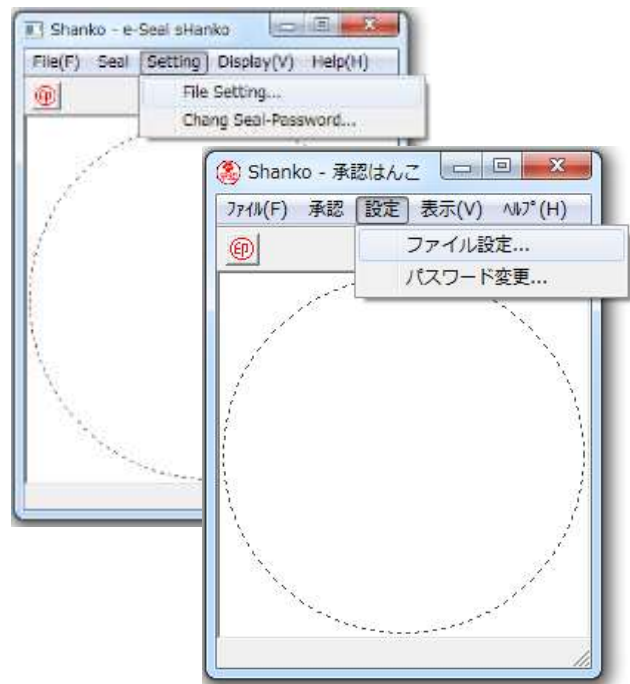 Shanko - e-Seal sHanko
File(F) Seal Setting Display(V) Help(H)
印
File Setting...
Chang Seal-Password...
Shanko - 承認はんこ
ﾌｧｲﾙ(F) 承認 設定 表示(V) ﾍﾙﾌﾟ(H)
印
ファイル設定...
パスワード変更...